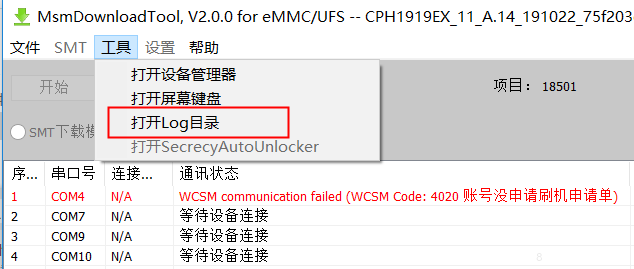 MsmDownloadTool, V2.0.0 for eMMC/UFS -- CPH1919EX_11_A.14_191022_75f203
文件 SMT 工具 设置 帮助
打开设备管理器
打开屏幕键盘
打开Log目录
打开SecrecyAutoUnlocker
开始
项目: 18501
SMT下载模
序... 串口号 连接... 通讯状态
1 COM4 N/A WCSM communication failed (WCSM Code: 4020 账号没申请刷机申请单)
2 COM7 N/A 等待设备连接
3 COM9 N/A 等待设备连接
4 COM10 N/A 等待设备连接